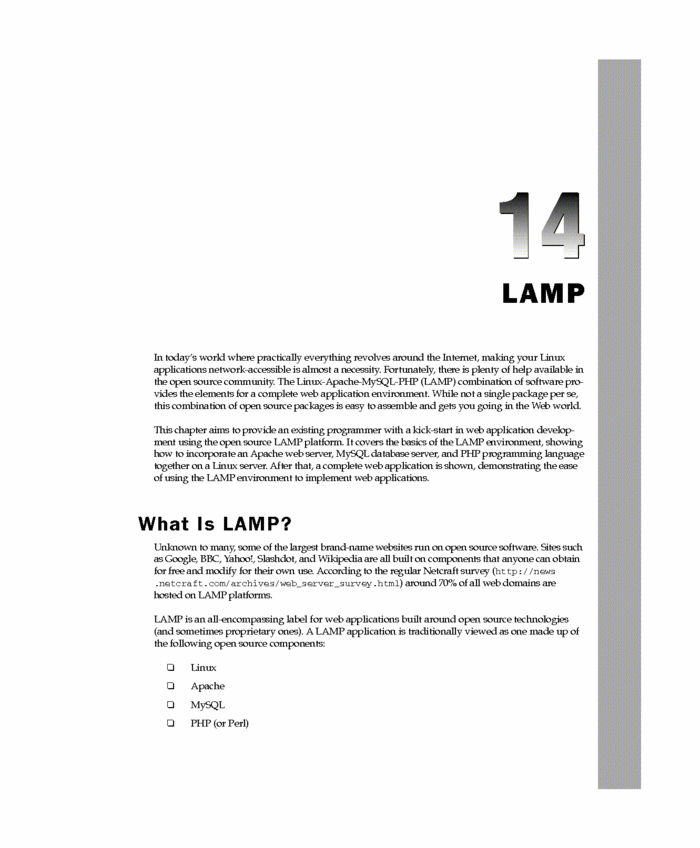 14
LAMP
In today's world where practically everything revolves around the Internet, making your Linux
applications network-accessible is almost a necessity. Fortunately, there is plenty of help available in
the open source community. The Linux-Apache-MySQL-PHP (LAMP) combination of software pro-
vides the elements for a complete web application environment. While not a single package per se,
this combination of open source packages is easy to assemble and gets you going in the Web world.
This chapter aims to provide an existing programmer with a kick-start in web application develop-
ment using the open source LAMP platform. It covers the basics of the LAMP environment, showing
how to incorporate an Apache web server, MySQL database server, and PHP programming language
together on a Linux server. After that, a complete web application is shown, demonstrating the ease
of using the LAMP environment to implement web applications.
What Is LAMP?
Unknown to many, some of the largest brand-name websites run on open source software. Sites such
as Google, BBC, Yahoo!, Slashdot, and Wikipedia are all built on components that anyone can obtain
for free and modify for their own use. According to the regular Netcraft survey (http://news
.netcraft.com/archives/web_server_survey.html) around 70% of all web domains are
hosted on LAMP platforms.
LAMP is an all-encompassing label for web applications built around open source technologies
(and sometimes proprietary ones). A LAMP application is traditionally viewed as one made up of
the following open source components:
❏ Linux
❏ Apache
❏ MySQL
❏ PHP (or Perl)